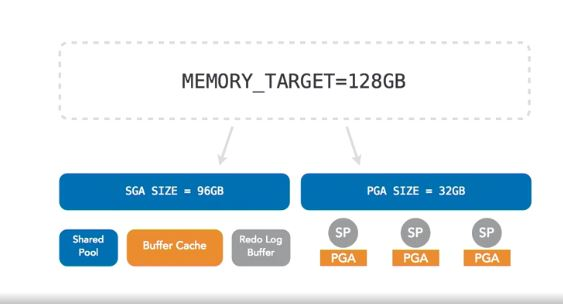 MEMORY_TARGET=128GB
SGA SIZE = 96GB
PGA SIZE = 32GB
Shared
Pool
Buffer Cache
Redo Log
Buffer
SP
SP
SP
PGA
PGA
PGA